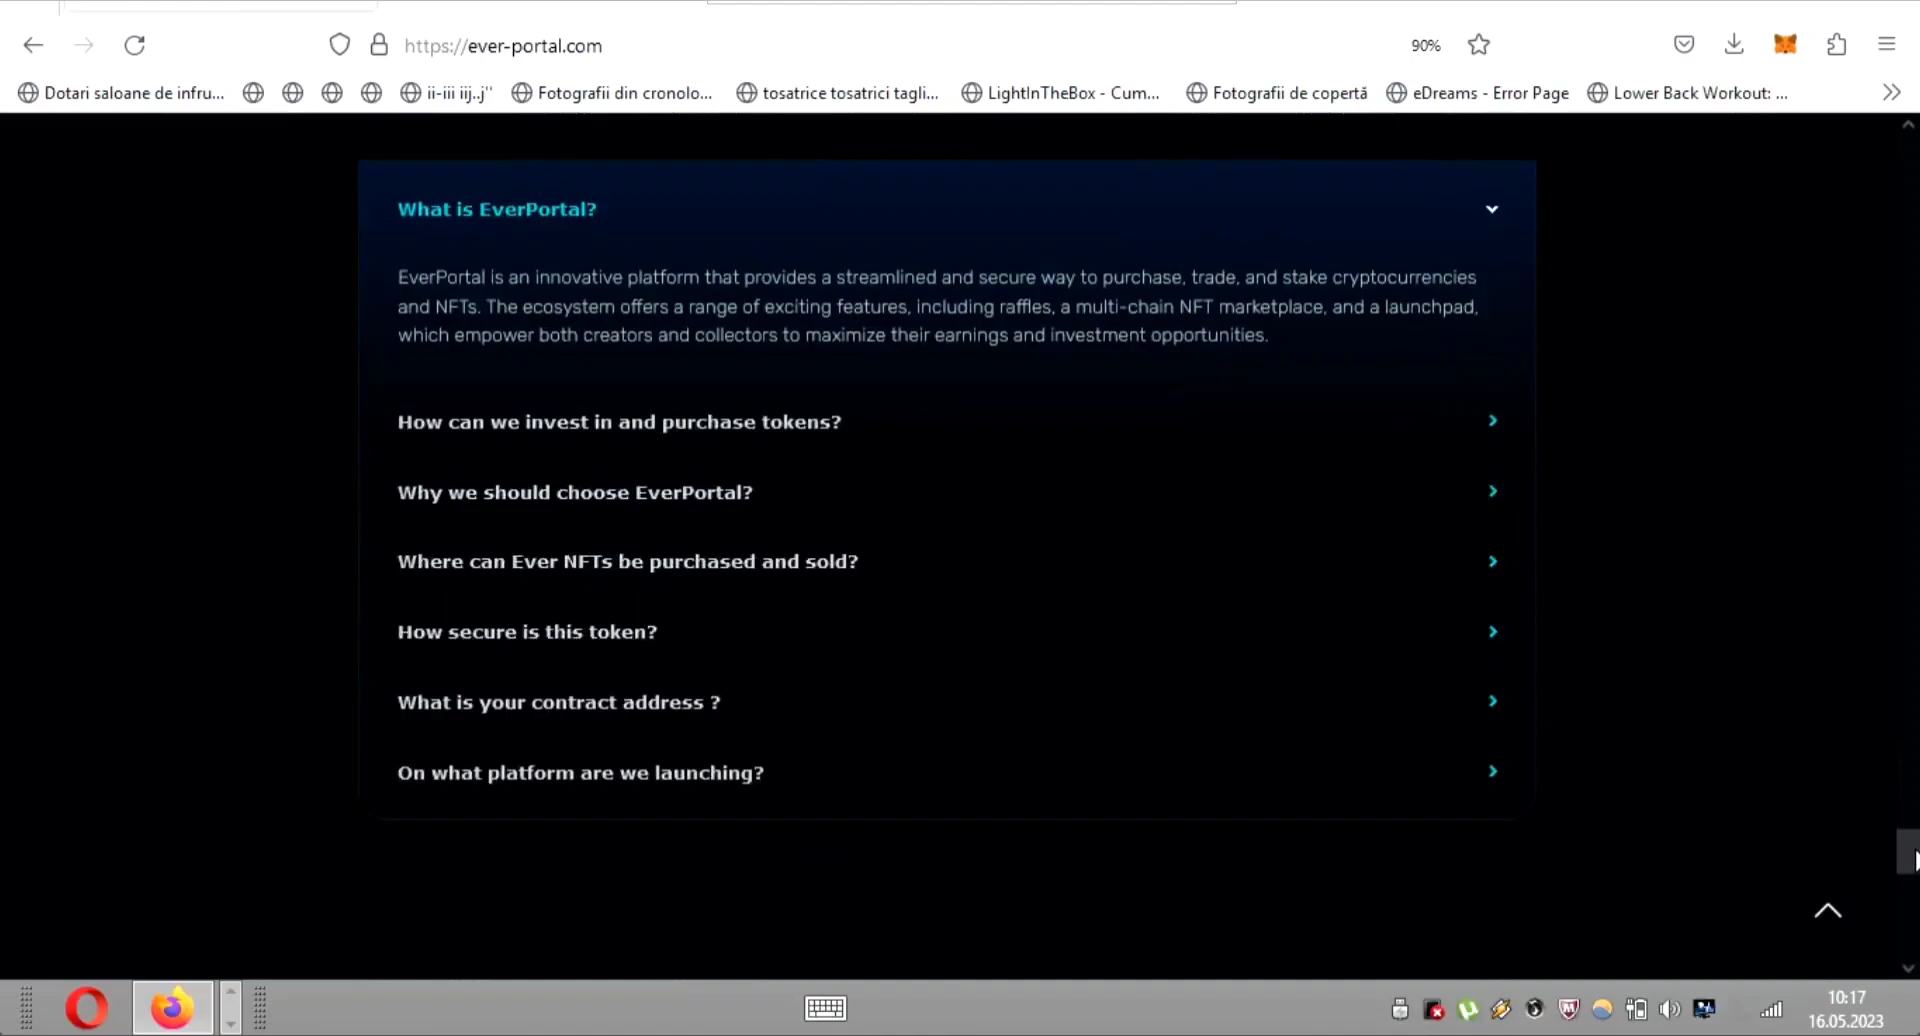 https://ever-portal.com
90%
Dotari saloane de infru...
ii-iii iij..j''
Fotografii din cronolo...
tosatrice tosatrici tagli...
LightInTheBox - Cum...
Fotografii de copertă
eDreams - Error Page
Lower Back Workout: ...
What is EverPortal?
EverPortal is an innovative platform that provides a streamlined and secure way to purchase, trade, and stake cryptocurrencies
and NFTs. The ecosystem offers a range of exciting features, including raffles, a multi-chain NFT marketplace, and a launchpad,
which empower both creators and collectors to maximize their earnings and investment opportunities.
How can we invest in and purchase tokens?
Why we should choose EverPortal?
Where can Ever NFTs be purchased and sold?
How secure is this token?
What is your contract address ?
On what platform are we launching?
10:17
16.05.2023